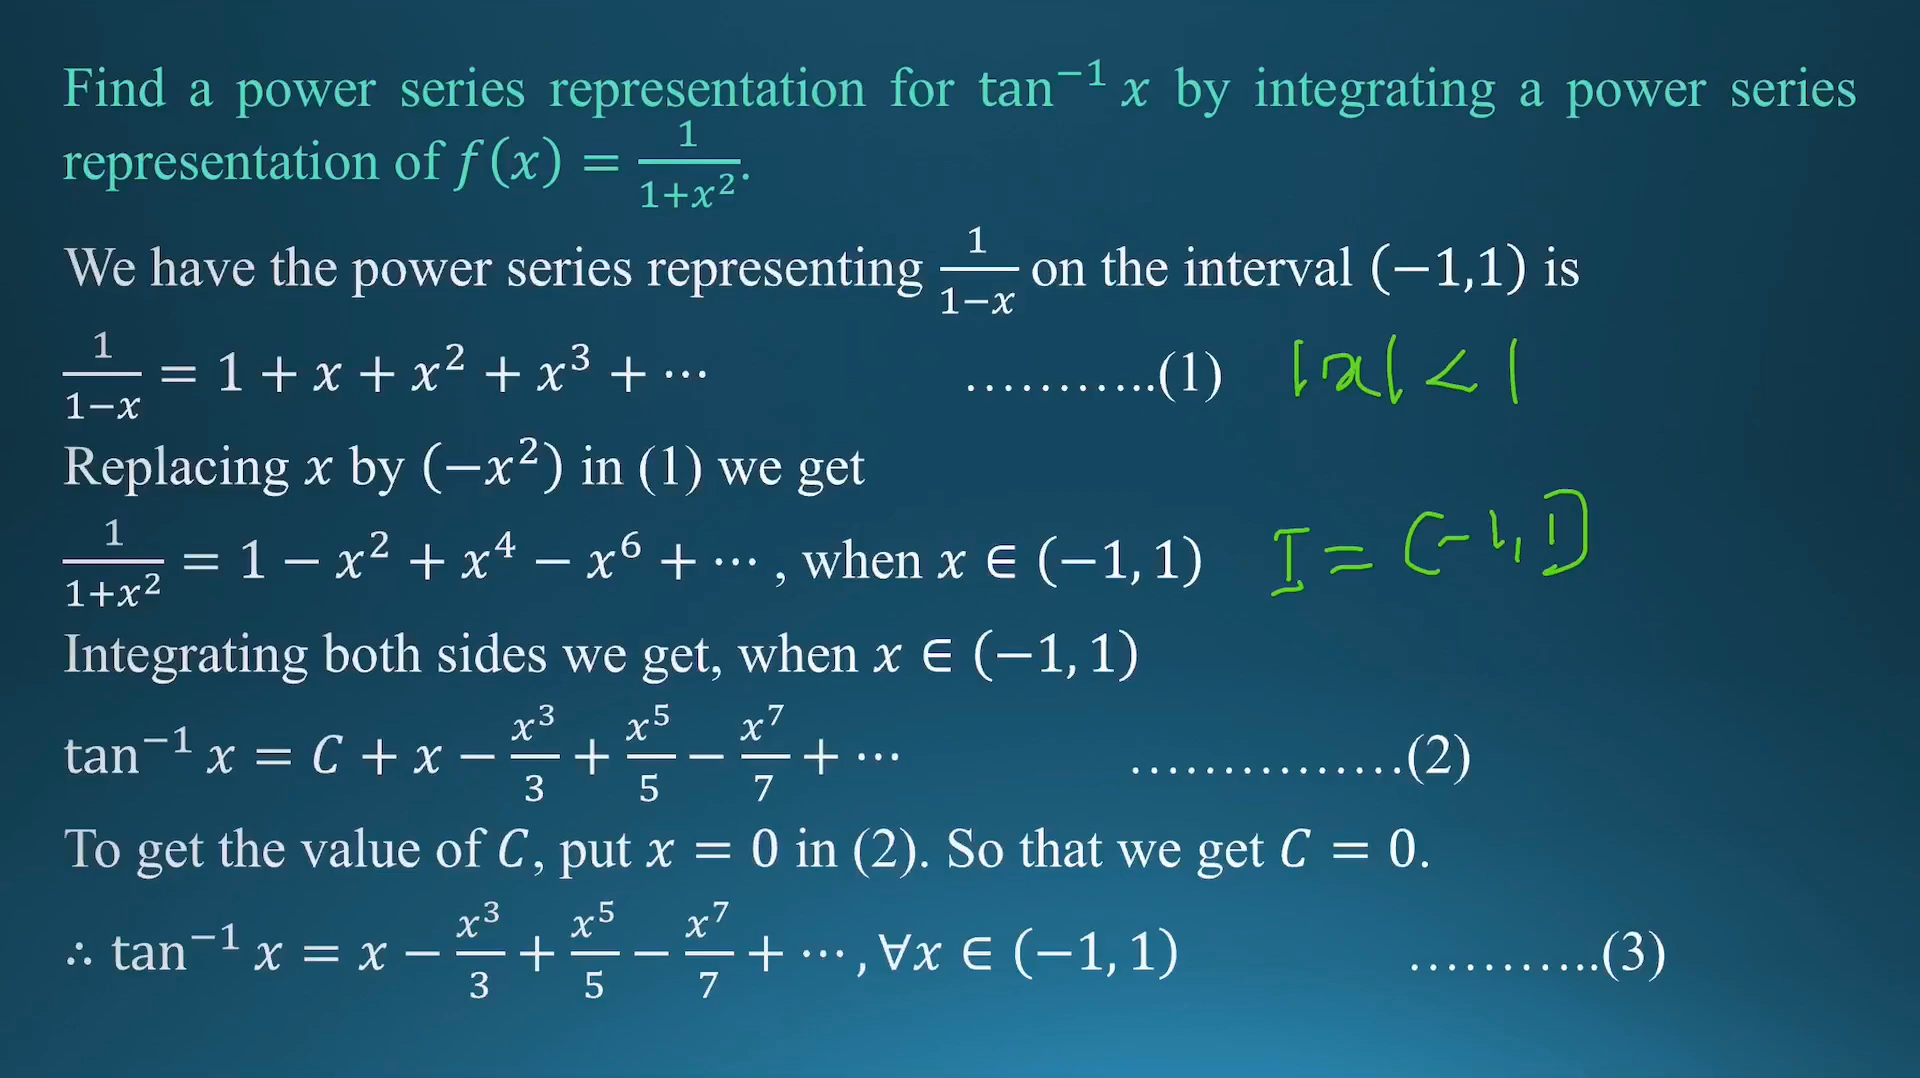 Find a power series representation for tan⁻¹ x by integrating a power series
representation of f(x) = 1/(1+x²).
We have the power series representing 1/(1−x) on the interval (−1,1) is
1/(1−x) = 1 + x + x² + x³ + ⋯ ………..(1) |x| < 1
Replacing x by (−x²) in (1) we get
1/(1+x²) = 1 − x² + x⁴ − x⁶ + ⋯ , when x ∈ (−1, 1) I = (-1, 1)
Integrating both sides we get, when x ∈ (−1, 1)
tan⁻¹ x = C + x − x³/3 + x⁵/5 − x⁷/7 + ⋯ ……………(2)
To get the value of C, put x = 0 in (2). So that we get C = 0.
∴ tan⁻¹ x = x − x³/3 + x⁵/5 − x⁷/7 + ⋯ , ∀x ∈ (−1, 1) ………..(3)